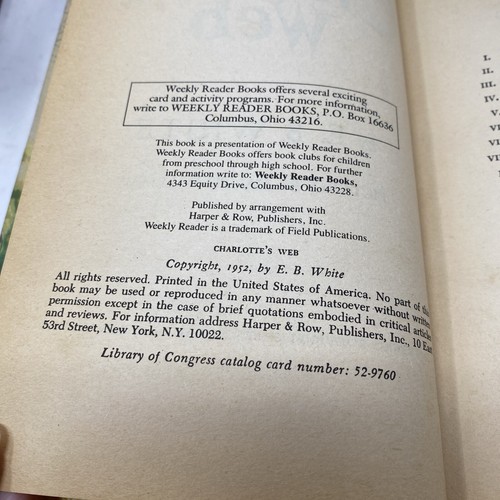 Weekly Reader Books offers several exciting
card and activity programs. For more information,
write to WEEKLY READER BOOKS, P.O. Box 16636
Columbus, Ohio 43216.
This book is a presentation of Weekly Reader Books.
Weekly Reader Books offers book clubs for children
from preschool through high school. For further
information write to: Weekly Reader Books,
4343 Equity Drive, Columbus, Ohio 43228.
Published by arrangement with
Harper & Row, Publishers, Inc.
Weekly Reader is a trademark of Field Publications.
CHARLOTTE'S WEB
Copyright, 1952, by E. B. White
All rights reserved. Printed in the United States of America. No part of
book may be used or reproduced in any manner whatsoever without
permission except in the case of brief quotations embodied in critical
and reviews. For information address Harper & Row, Publishers, Inc., 10
53rd Street, New York, N.Y. 10022.
Library of Congress catalog card number: 52-9760
I.
II.
III.
IV.
V.